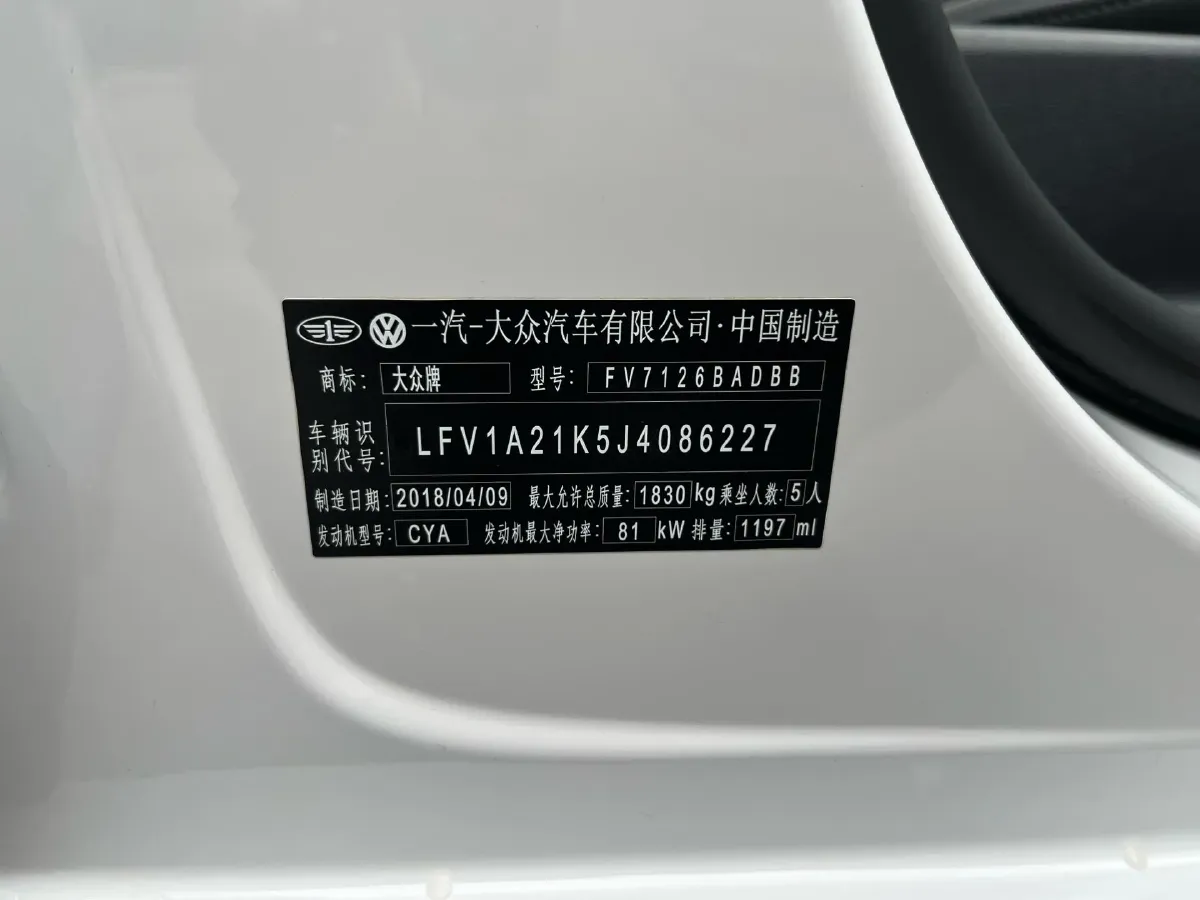 一汽-大众汽车有限公司·中国制造
商标: 大众牌 型号: FV7126BADBB
车辆识
别代号: LFV1A21K5J4086227
制造日期: 2018/04/09 最大允许总质量: 1830 kg 乘坐人数: 5 人
发动机型号: CYA 发动机最大净功率: 81 kW 排量: 1197 ml